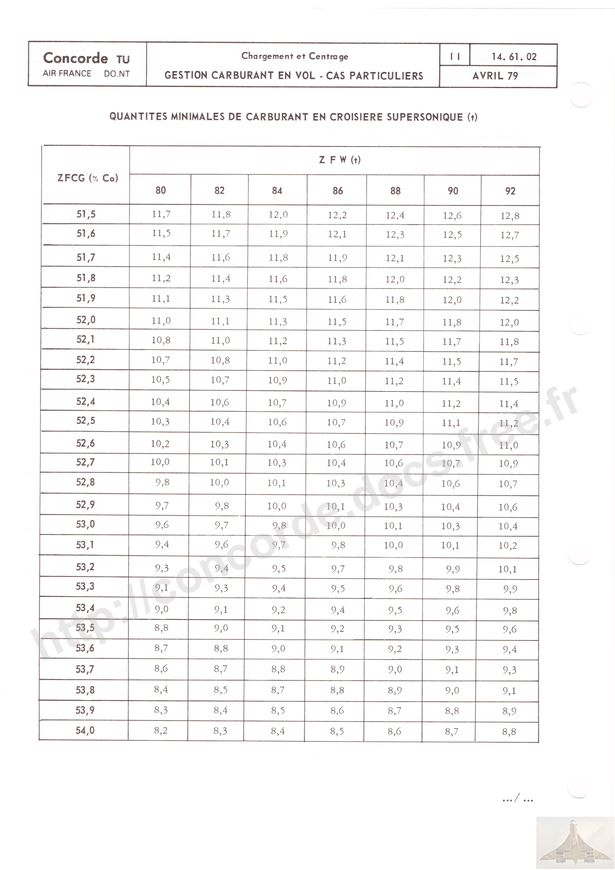 Concorde TU
AIR FRANCE DO.NT
Chargement et Centrage
GESTION CARBURANT EN VOL - CAS PARTICULIERS
II
14. 61. 02
AVRIL 79
QUANTITES MINIMALES DE CARBURANT EN CROISIERE SUPERSONIQUE (t)
ZFCG (% Co)
Z F W (t)
80 82 84 86 88 90 92
51,5 11,7 11,8 12,0 12,2 12,4 12,6 12,8
51,6 11,5 11,7 11,9 12,1 12,3 12,5 12,7
51,7 11,4 11,6 11,8 11,9 12,1 12,3 12,5
51,8 11,2 11,4 11,6 11,8 12,0 12,2 12,3
51,9 11,1 11,3 11,5 11,6 11,8 12,0 12,2
52,0 11,0 11,1 11,3 11,5 11,7 11,8 12,0
52,1 10,8 11,0 11,2 11,3 11,5 11,7 11,8
52,2 10,7 10,8 11,0 11,2 11,4 11,5 11,7
52,3 10,5 10,7 10,9 11,0 11,2 11,4 11,5
52,4 10,4 10,6 10,7 10,9 11,0 11,2 11,4
52,5 10,3 10,4 10,6 10,7 10,9 11,1 11,2
52,6 10,2 10,3 10,4 10,6 10,7 10,9 11,0
52,7 10,0 10,1 10,3 10,4 10,6 10,7 10,9
52,8 9,8 10,0 10,1 10,3 10,4 10,6 10,7
52,9 9,7 9,8 10,0 10,1 10,3 10,4 10,6
53,0 9,6 9,7 9,8 10,0 10,1 10,3 10,4
53,1 9,4 9,6 9,7 9,8 10,0 10,1 10,2
53,2 9,3 9,4 9,5 9,7 9,8 9,9 10,1
53,3 9,1 9,3 9,4 9,5 9,6 9,8 9,9
53,4 9,0 9,1 9,2 9,4 9,5 9,6 9,8
53,5 8,8 9,0 9,1 9,2 9,3 9,5 9,6
53,6 8,7 8,8 9,0 9,1 9,2 9,3 9,4
53,7 8,6 8,7 8,8 8,9 9,0 9,1 9,3
53,8 8,4 8,5 8,7 8,8 8,9 9,0 9,1
53,9 8,3 8,4 8,5 8,6 8,7 8,8 8,9
54,0 8,2 8,3 8,4 8,5 8,6 8,7 8,8
.../...
http://concorde.docs.free.fr